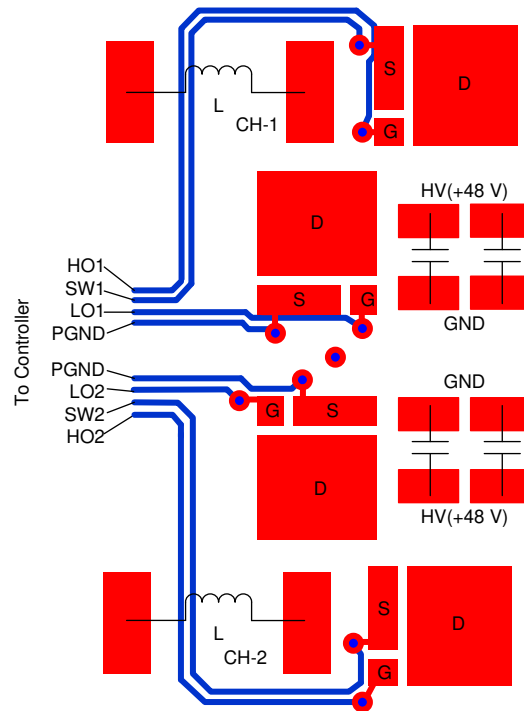 S
D
L
CH-1
G
HV(+48 V)
D
HO1
SW1
S
G
LO1
GND
PGND
To Controller
PGND
GND
LO2
SW2
G
S
HO2
D
HV(+48 V)
S
D
L
CH-2
G